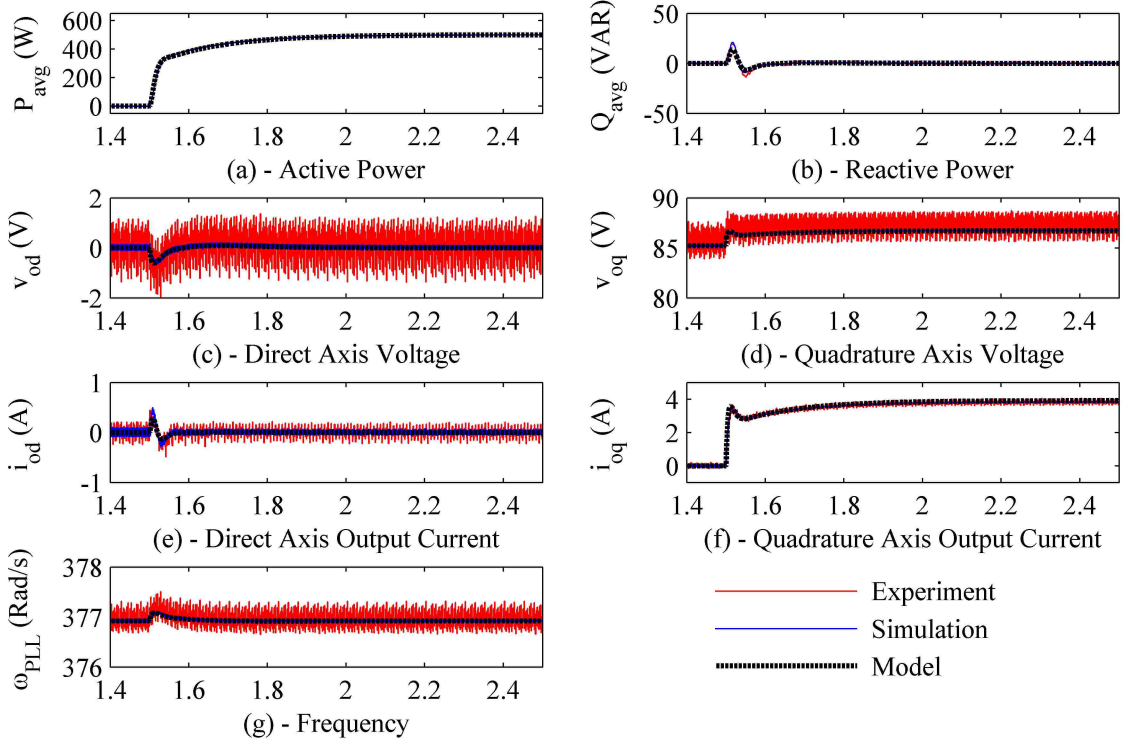 P_avg (W)
600
400
200
0
1.4 1.6 1.8 2 2.2 2.4
(a) - Active Power
Q_avg (VAR)
50
0
-50
1.4 1.6 1.8 2 2.2 2.4
(b) - Reactive Power
v_od (V)
2
0
-2
1.4 1.6 1.8 2 2.2 2.4
(c) - Direct Axis Voltage
v_oq (V)
90
85
80
1.4 1.6 1.8 2 2.2 2.4
(d) - Quadrature Axis Voltage
i_od (A)
1
0
-1
1.4 1.6 1.8 2 2.2 2.4
(e) - Direct Axis Output Current
i_oq (A)
4
2
0
1.4 1.6 1.8 2 2.2 2.4
(f) - Quadrature Axis Output Current
ω_PLL (Rad/s)
378
377
376
1.4 1.6 1.8 2 2.2 2.4
(g) - Frequency
Experiment
Simulation
Model